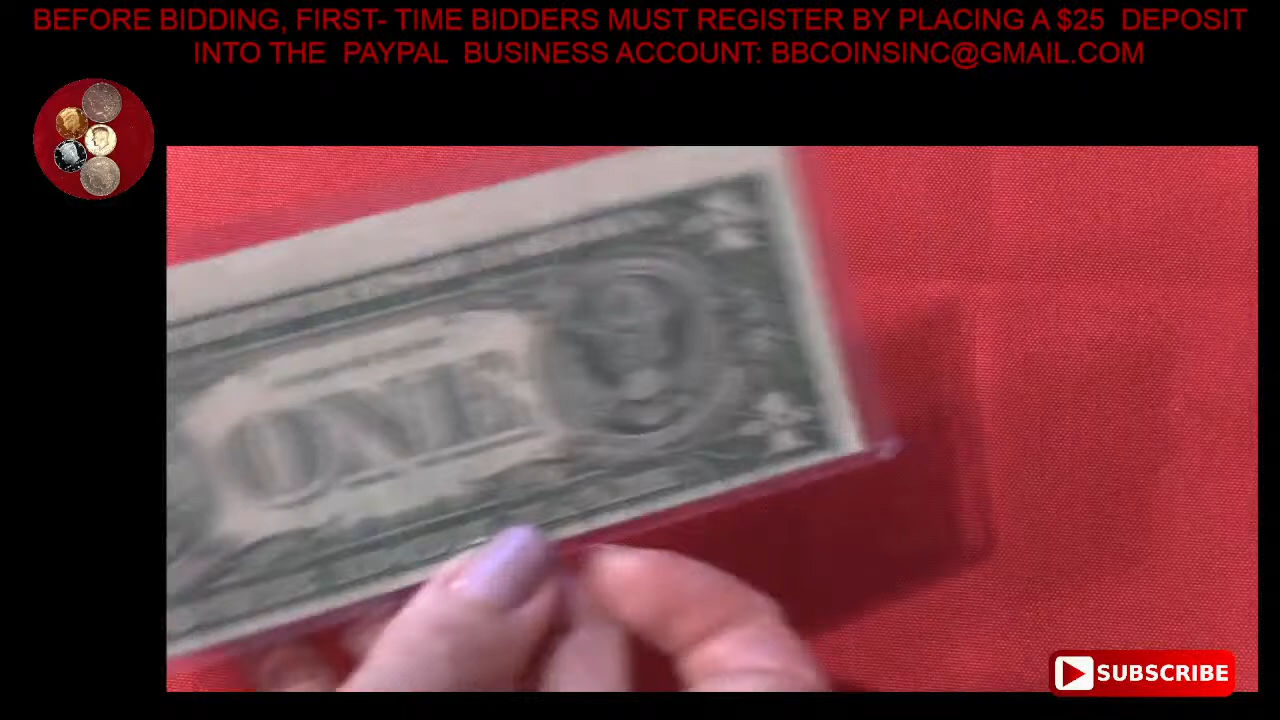 BEFORE BIDDING, FIRST- TIME BIDDERS MUST REGISTER BY PLACING A $25 DEPOSIT
INTO THE PAYPAL BUSINESS ACCOUNT: BBCOINSINC@GMAIL.COM
ONE
SUBSCRIBE